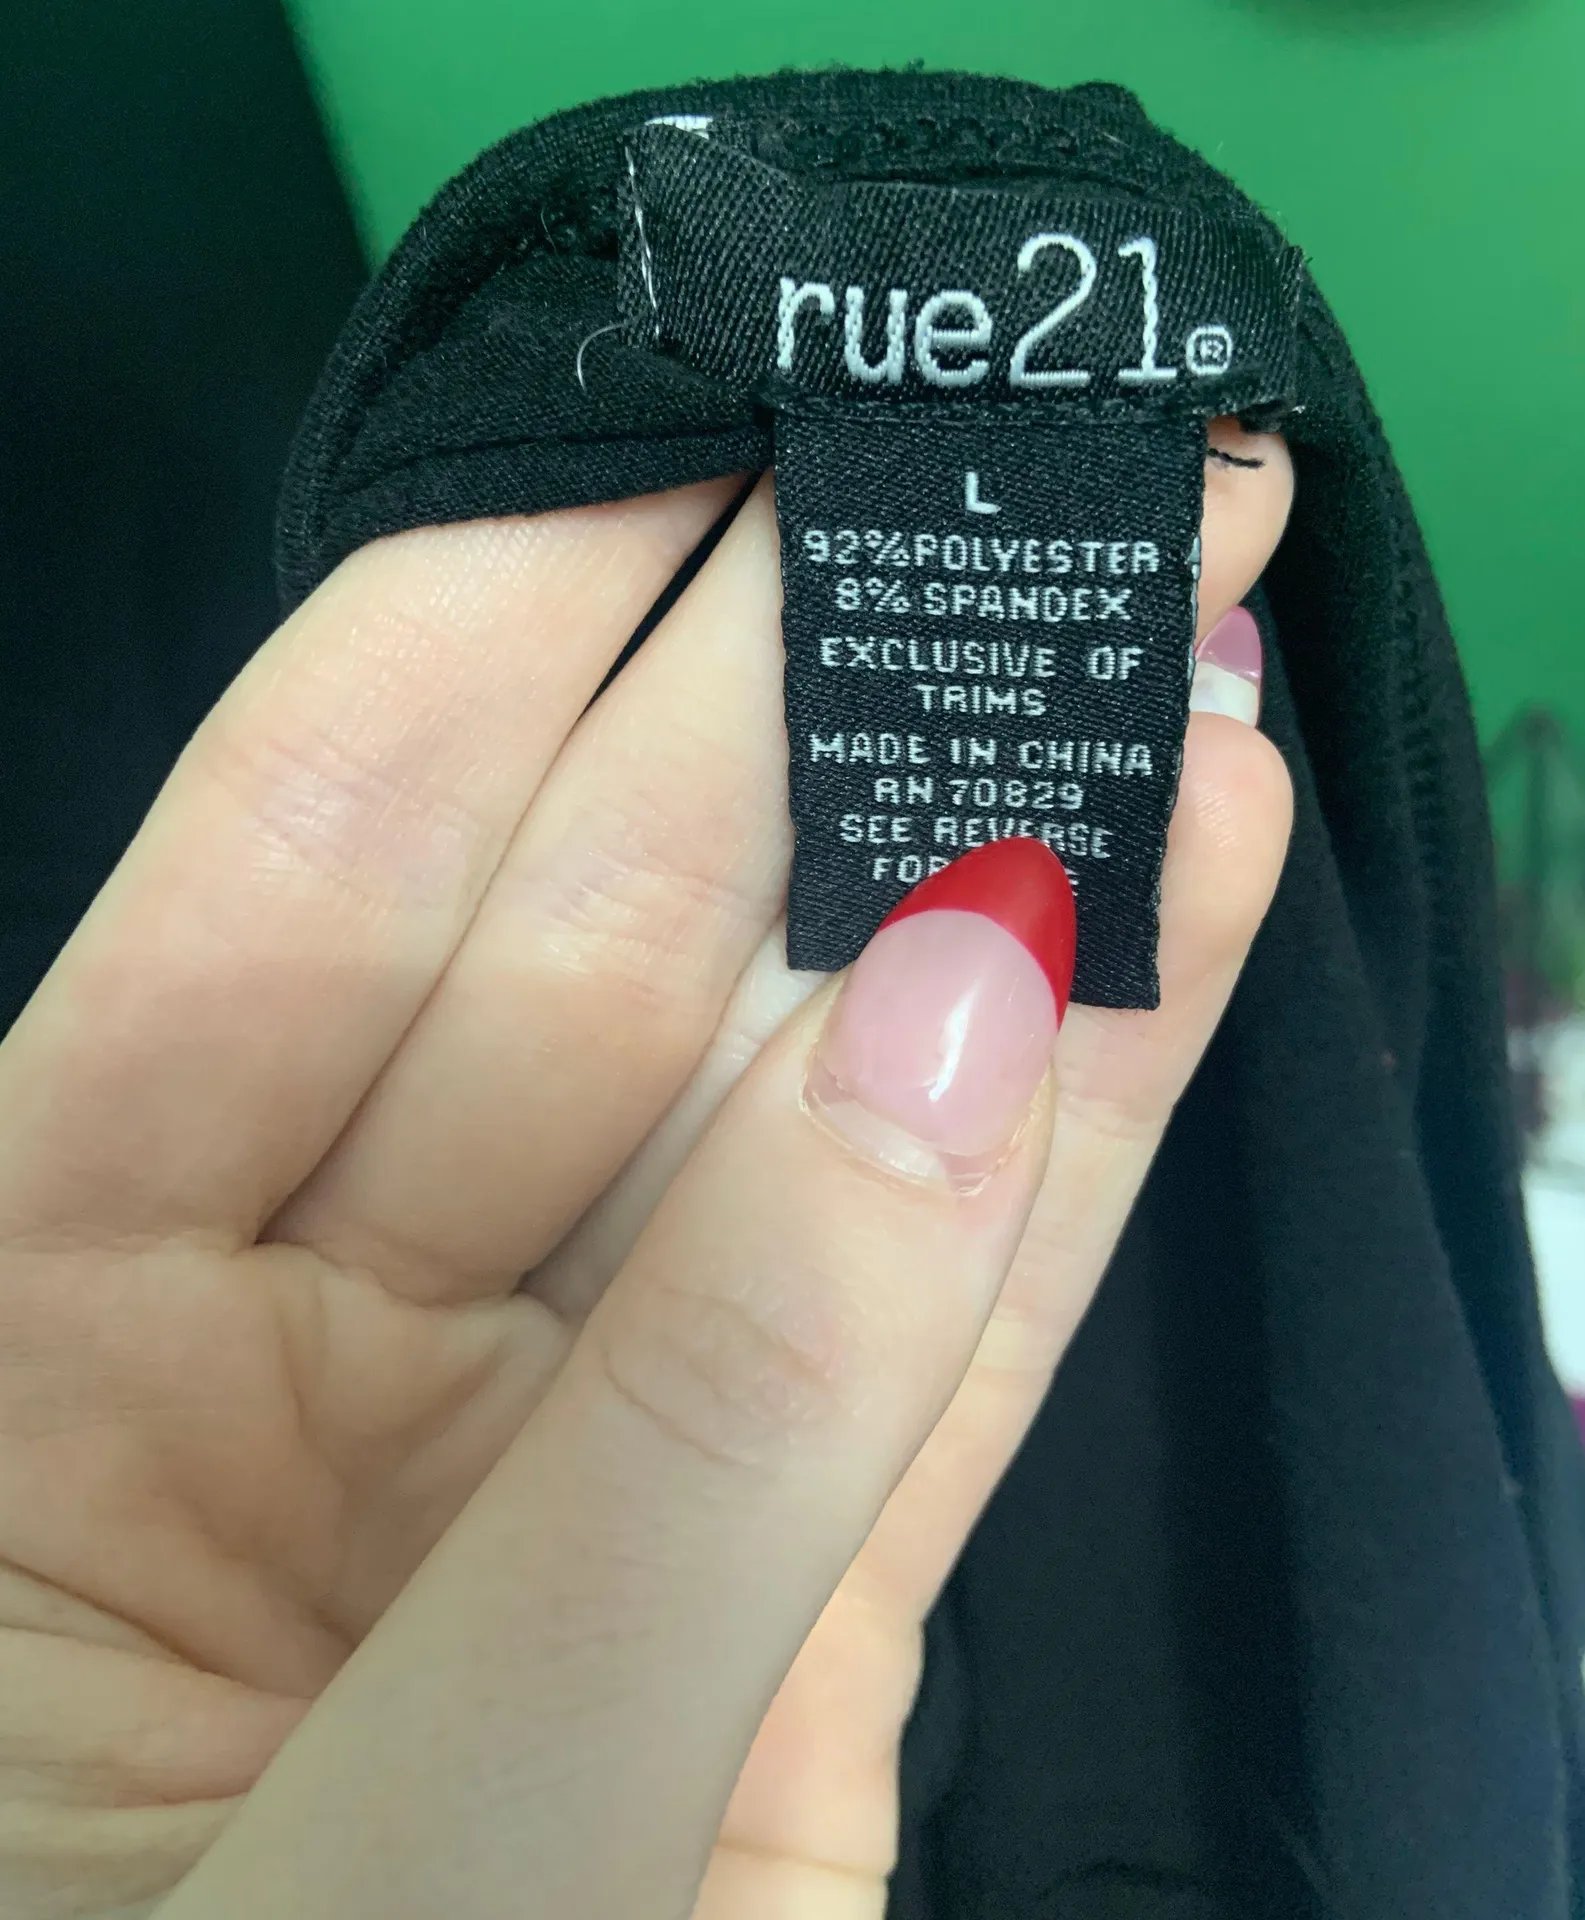 rue21®
L
92%POLYESTER
8% SPANDEX
EXCLUSIVE OF
TRIMS
MADE IN CHINA
RN 70829
SEE REVERSE